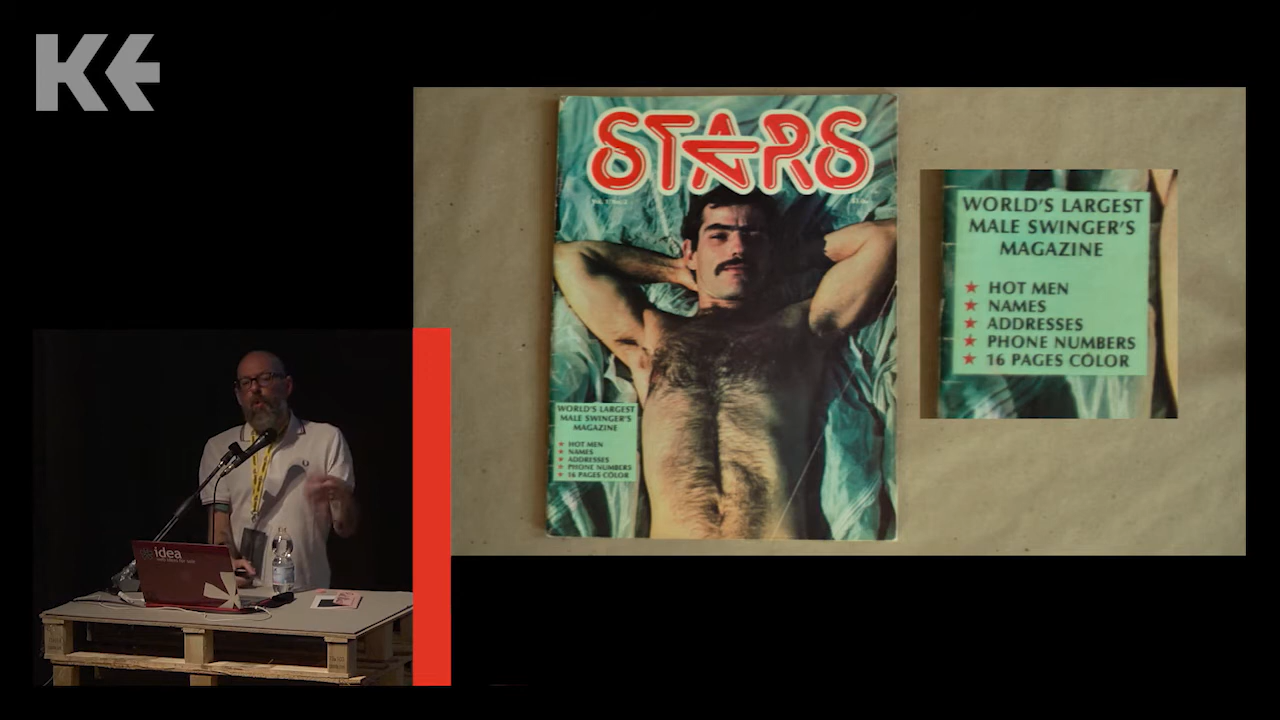 KE
STARS
WORLD'S LARGEST
MALE SWINGER'S
MAGAZINE
★ HOT MEN
★ NAMES
★ ADDRESSES
★ PHONE NUMBERS
★ 16 PAGES COLOR
WORLD'S LARGEST
MALE SWINGER'S
MAGAZINE
★ HOT MEN
★ NAMES
★ ADDRESSES
★ PHONE NUMBERS
★ 16 PAGES COLOR
idea